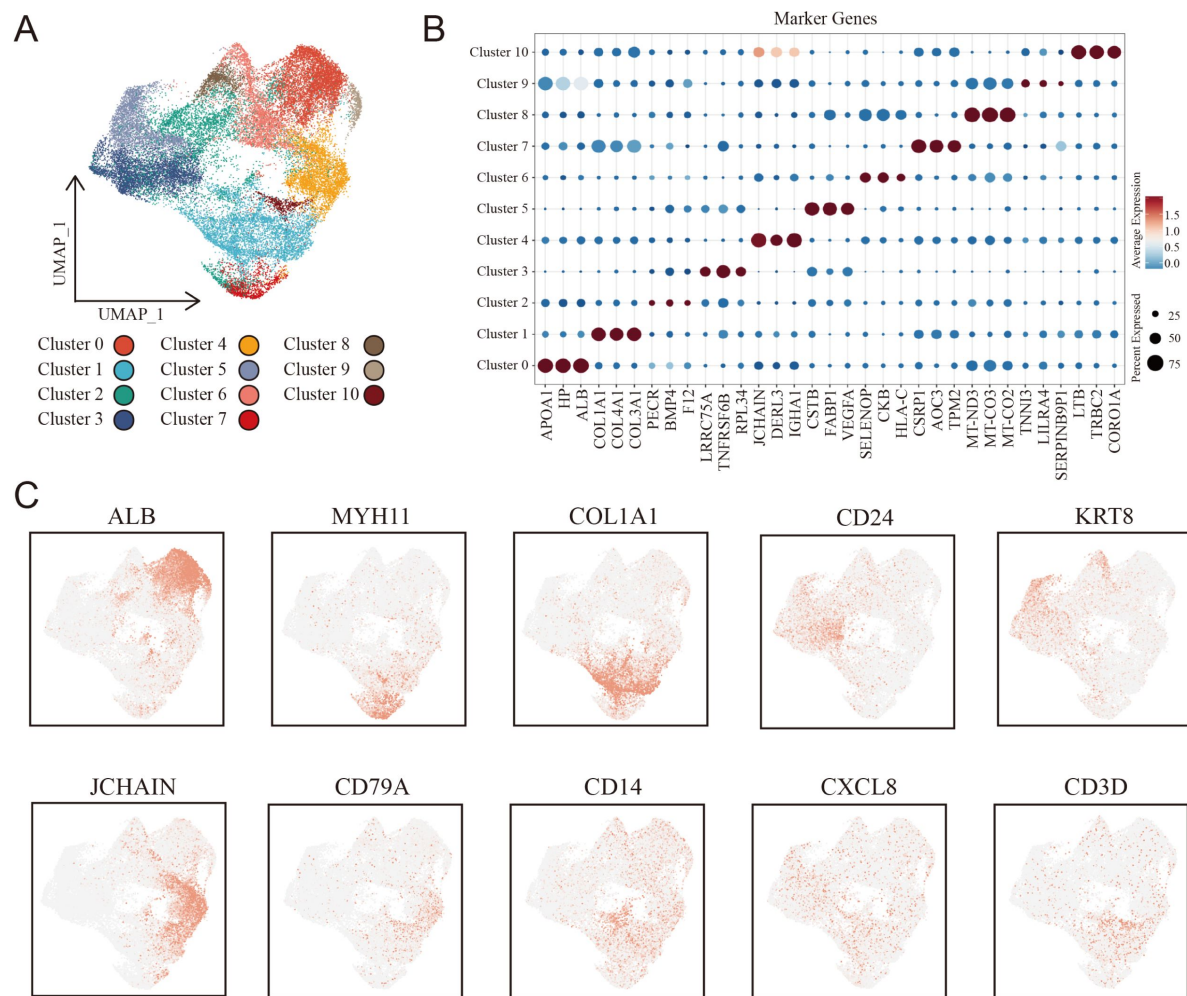 A
UMAP_1
UMAP_1
Cluster 0
Cluster 4
Cluster 8
Cluster 1
Cluster 5
Cluster 9
Cluster 2
Cluster 6
Cluster 10
Cluster 3
Cluster 7
B
Marker Genes
Cluster 10
Cluster 9
Cluster 8
Cluster 7
Cluster 6
Cluster 5
Cluster 4
Cluster 3
Cluster 2
Cluster 1
Cluster 0
APOA1
HP
ALB
COL1A1
COL4A1
COL3A1
PECR
BMP4
F12
LRRC75A
TNFRSF6B
RPL34
JCHAIN
DERL3
IGHA1
CSTB
FABP1
VEGFA
SELENOP
CKB
HLA-C
CSRP1
AOC3
TPM2
MT-ND3
MT-CO3
MT-CO2
TNNI3
LILRA4
SERPINB9P1
LTB
TRBC2
CORO1A
Average Expression
1.5
1.0
0.5
0.0
Percent Expressed
25
50
75
C
ALB
MYH11
COL1A1
CD24
KRT8
JCHAIN
CD79A
CD14
CXCL8
CD3D